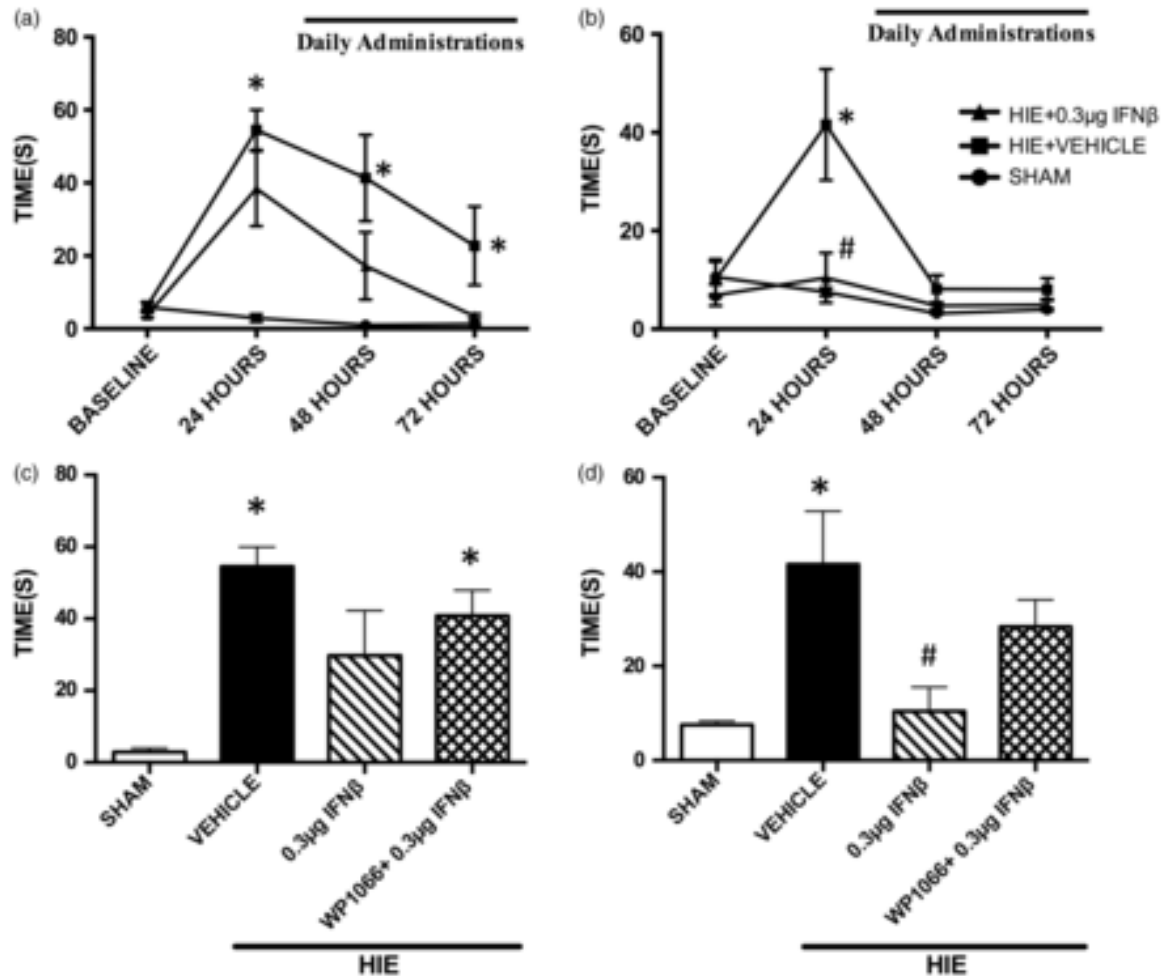 (a)
Daily Administrations
80
60
40
20
0
TIME(S)
*
*
*
BASELINE
24 HOURS
48 HOURS
72 HOURS
(b)
Daily Administrations
60
40
20
0
TIME(S)
*
#
HIE+0.3μg IFNβ
HIE+VEHICLE
SHAM
BASELINE
24 HOURS
48 HOURS
72 HOURS
(c)
80
60
40
20
0
TIME(S)
*
*
SHAM
VEHICLE
0.3μg IFNβ
WP1066+ 0.3μg IFNβ
HIE
(d)
60
40
20
0
TIME(S)
*
#
SHAM
VEHICLE
0.3μg IFNβ
WP1066+ 0.3μg IFNβ
HIE